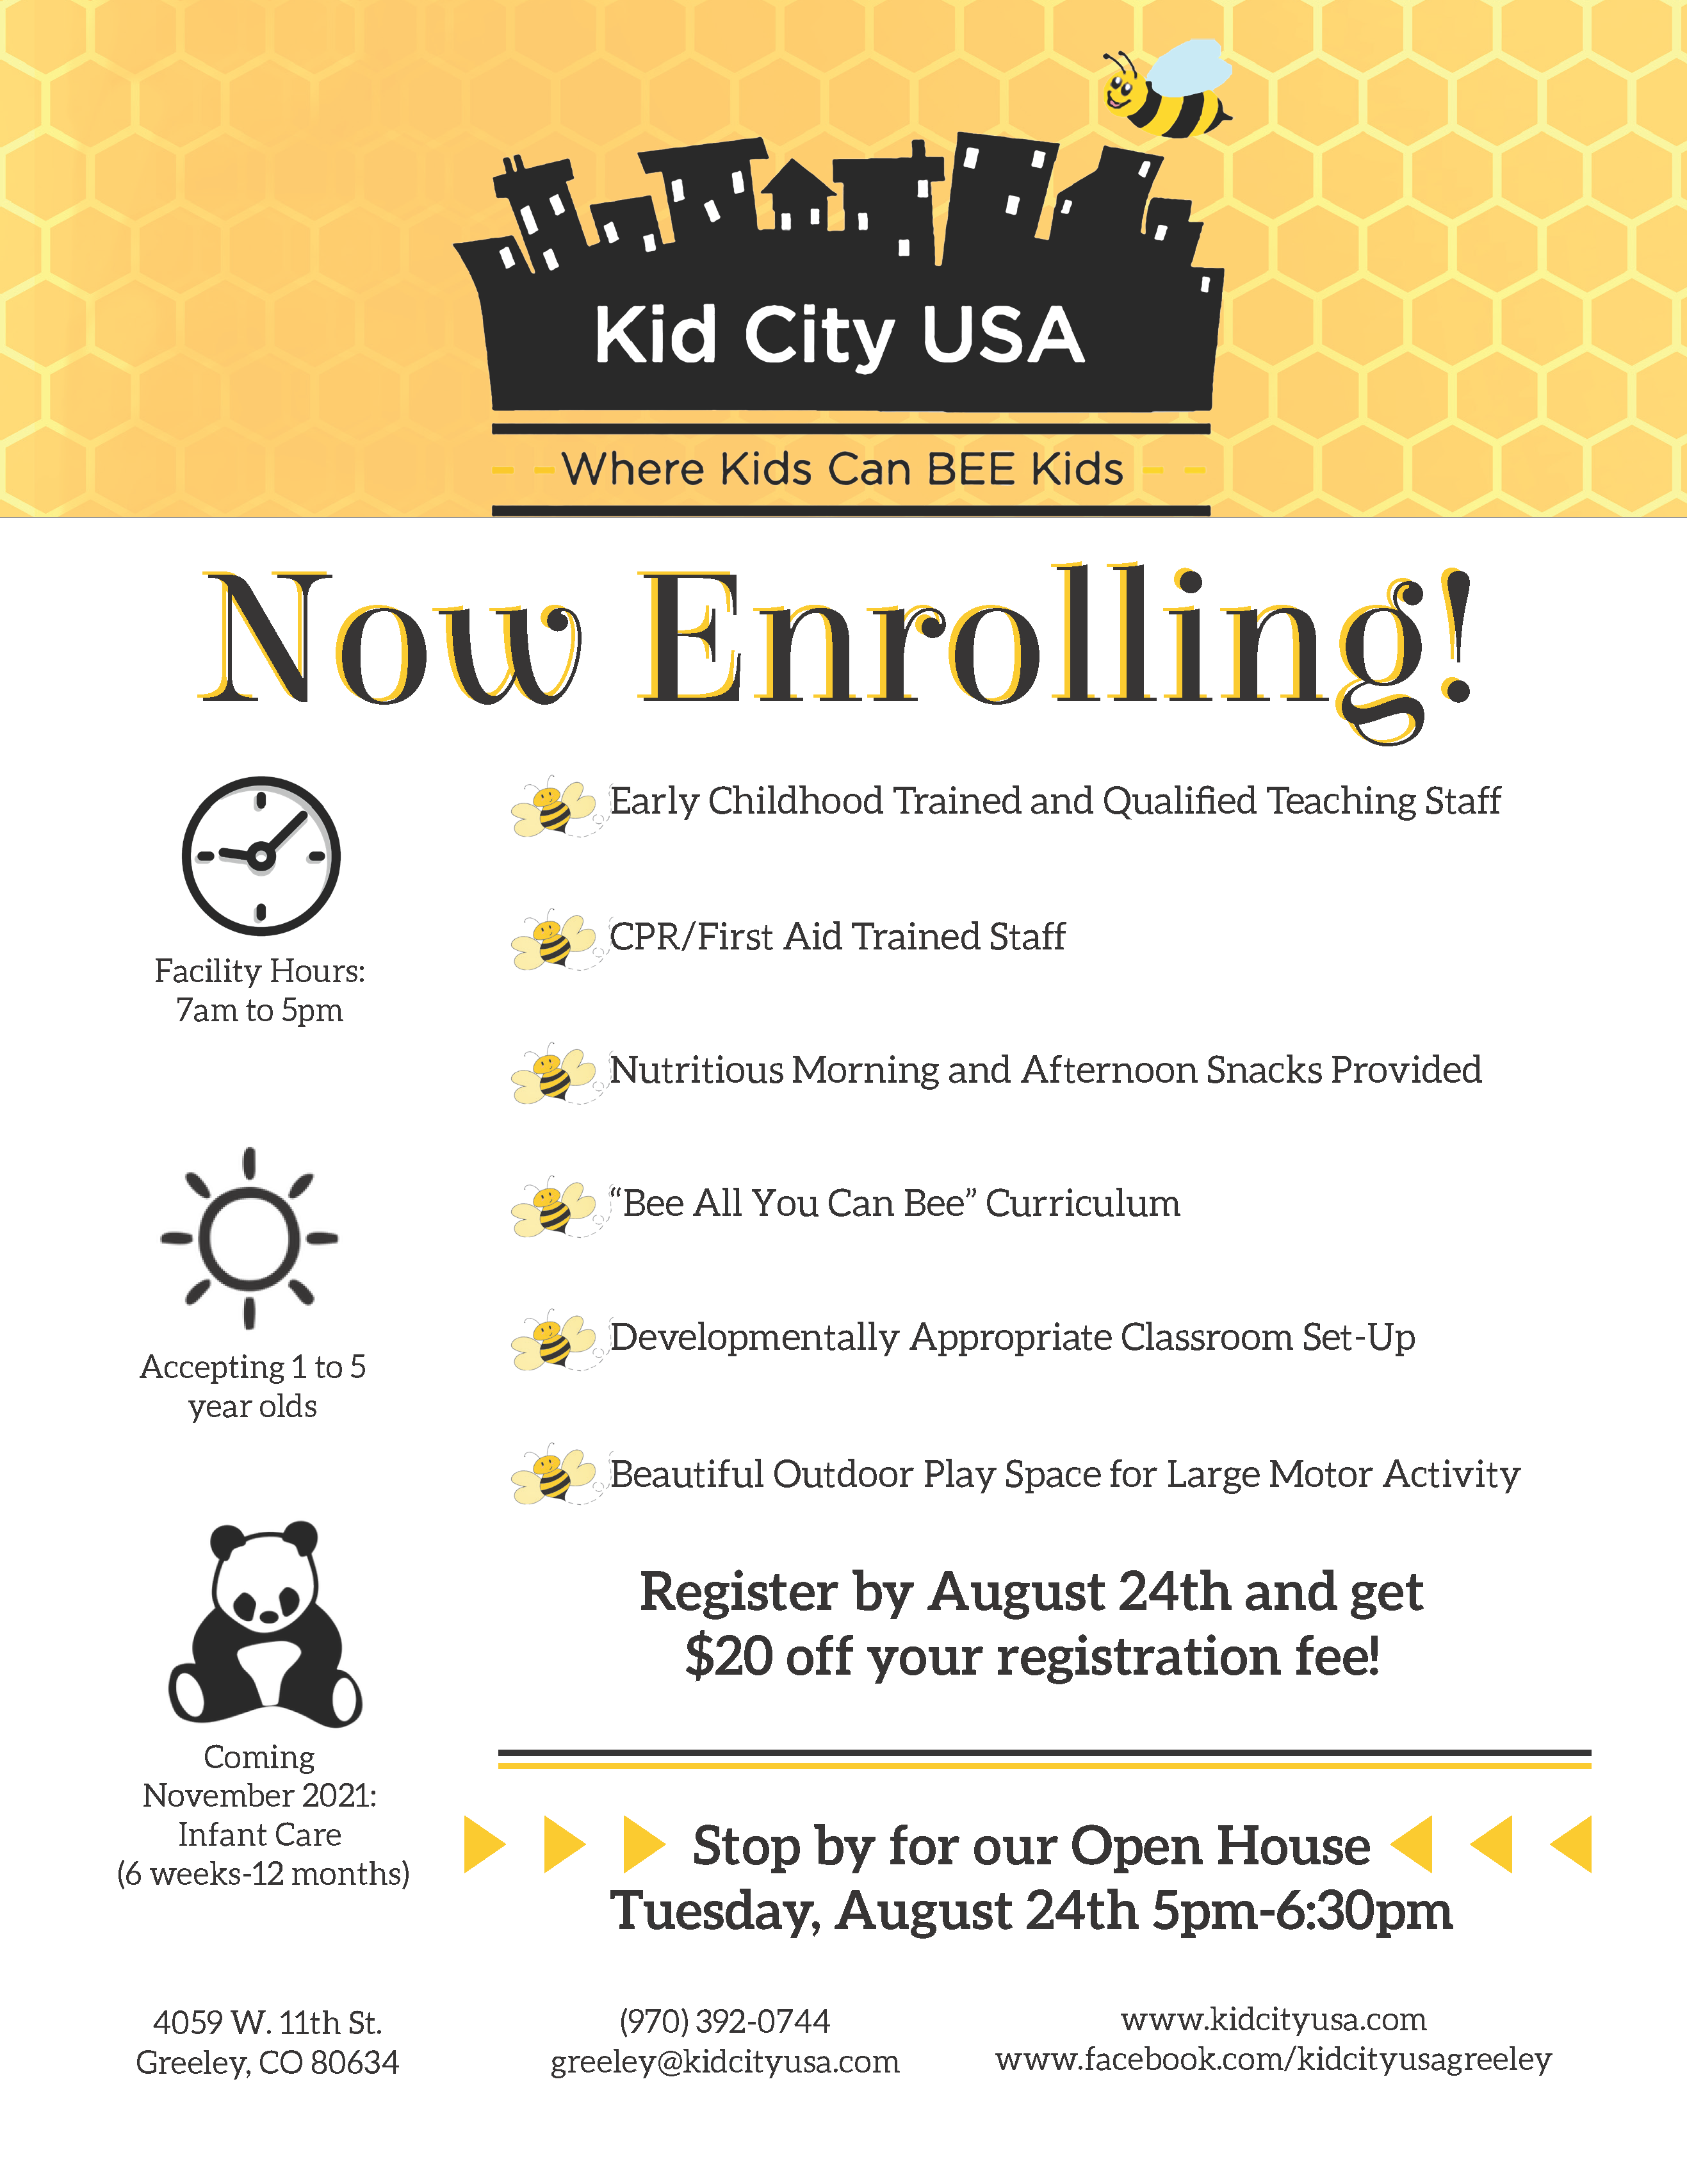 Kid City USA
Where Kids Can BEE Kids
Now Enrolling!
Facility Hours:
7am to 5pm
Accepting 1 to 5
year olds
Coming
November 2021:
Infant Care
(6 weeks-12 months)
Early Childhood Trained and Qualified Teaching Staff
CPR/First Aid Trained Staff
Nutritious Morning and Afternoon Snacks Provided
“Bee All You Can Bee” Curriculum
Developmentally Appropriate Classroom Set-Up
Beautiful Outdoor Play Space for Large Motor Activity
Register by August 24th and get
$20 off your registration fee!
Stop by for our Open House
Tuesday, August 24th 5pm-6:30pm
4059 W. 11th St.
Greeley, CO 80634
(970) 392-0744
greeley@kidcityusa.com
www.kidcityusa.com
www.facebook.com/kidcityusagreeley